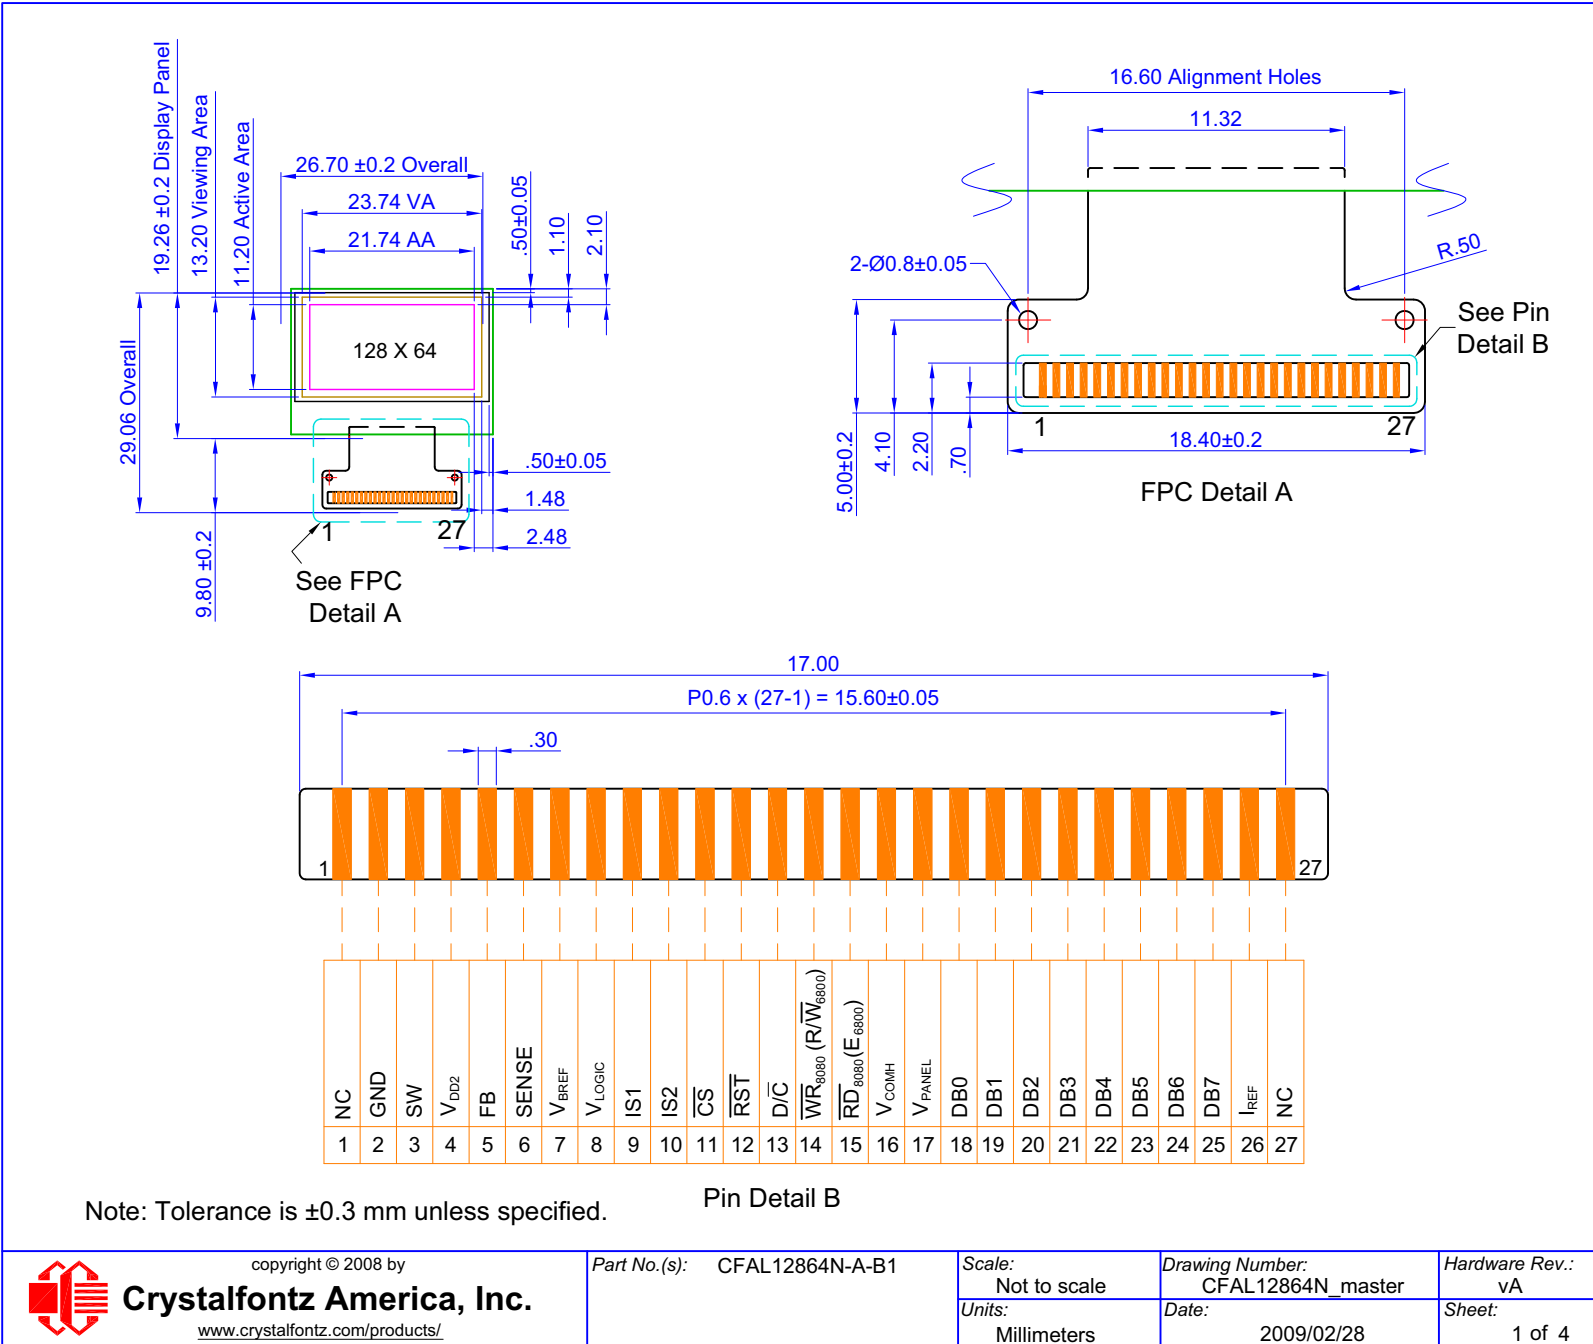 19.26 ±0.2 Display Panel
13.20 Viewing Area
11.20 Active Area
26.70 ±0.2 Overall
23.74 VA
21.74 AA
.50±0.05
1.10
2.10
128 X 64
29.06 Overall
9.80 ±0.2
.50±0.05
1.48
2.48
1
27
See FPC
Detail A
16.60 Alignment Holes
11.32
2-Ø0.8±0.05
R.50
See Pin
Detail B
5.00±0.2
4.10
2.20
.70
1
27
18.40±0.2
FPC Detail A
17.00
P0.6 x (27-1) = 15.60±0.05
.30
1
27
NC
GND
SW
VDD2
FB
SENSE
VBREF
VLOGIC
IS1
IS2
C̅S̅
R̅S̅T̅
D/C̅
W̅R̅8080 (R/W̅6800)
R̅D̅8080(E6800)
VCOMH
VPANEL
DB0
DB1
DB2
DB3
DB4
DB5
DB6
DB7
IREF
NC
1 2 3 4 5 6 7 8 9 10 11 12 13 14 15 16 17 18 19 20 21 22 23 24 25 26 27
Pin Detail B
Note: Tolerance is ±0.3 mm unless specified.
copyright © 2008 by
Crystalfontz America, Inc.
www.crystalfontz.com/products/
Part No.(s): CFAL12864N-A-B1
Scale:
Not to scale
Units:
Millimeters
Drawing Number:
CFAL12864N_master
Date:
2009/02/28
Hardware Rev.:
vA
Sheet:
1 of 4